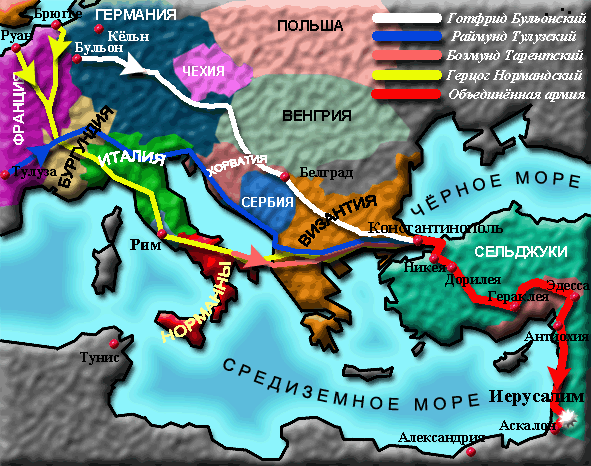 Брюгге
ГЕРМАНИЯ
ПОЛЬША
Готфрид Бульонский
Руан
Кёльн
Раймунд Тулузский
Бульон
Бозмунд Тарентский
ЧЕХИЯ
Герцог Нормандский
Объединённая армия
ФРАНЦИЯ
ВЕНГРИЯ
БУРГУНДИЯ
ИТАЛИЯ
ХОРВАТИЯ
Тулуза
Белград
ЧЁРНОЕ МОРЕ
СЕРБИЯ
ВИЗАНТИЯ
Константинополь
Рим
СЕЛЬДЖУКИ
Никея
Дорилея
НОРМАННЫ
Гераклея
Эдесса
Антиохия
Тунис
СРЕДИЗЕМНОЕ МОРЕ
Иерусалим
Аскалон
Александрия